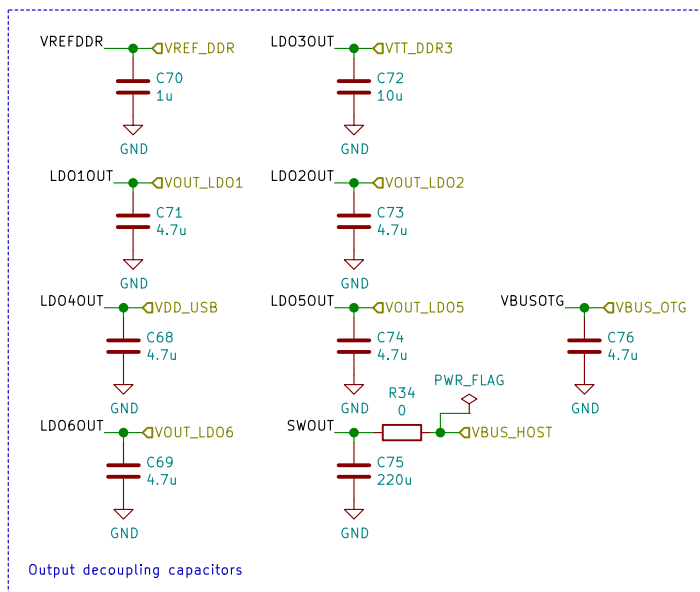 VREFDDR
VREF_DDR
C70
1u
GND
LDO3OUT
VTT_DDR3
C72
10u
GND
LDO1OUT
VOUT_LDO1
C71
4.7u
GND
LDO2OUT
VOUT_LDO2
C73
4.7u
GND
LDO4OUT
VDD_USB
C68
4.7u
GND
LDO5OUT
VOUT_LDO5
C74
4.7u
GND
VBUSOTG
VBUS_OTG
C76
4.7u
GND
LDO6OUT
VOUT_LDO6
C69
4.7u
GND
SWOUT
R34
0
PWR_FLAG
VBUS_HOST
C75
220u
GND
Output decoupling capacitors